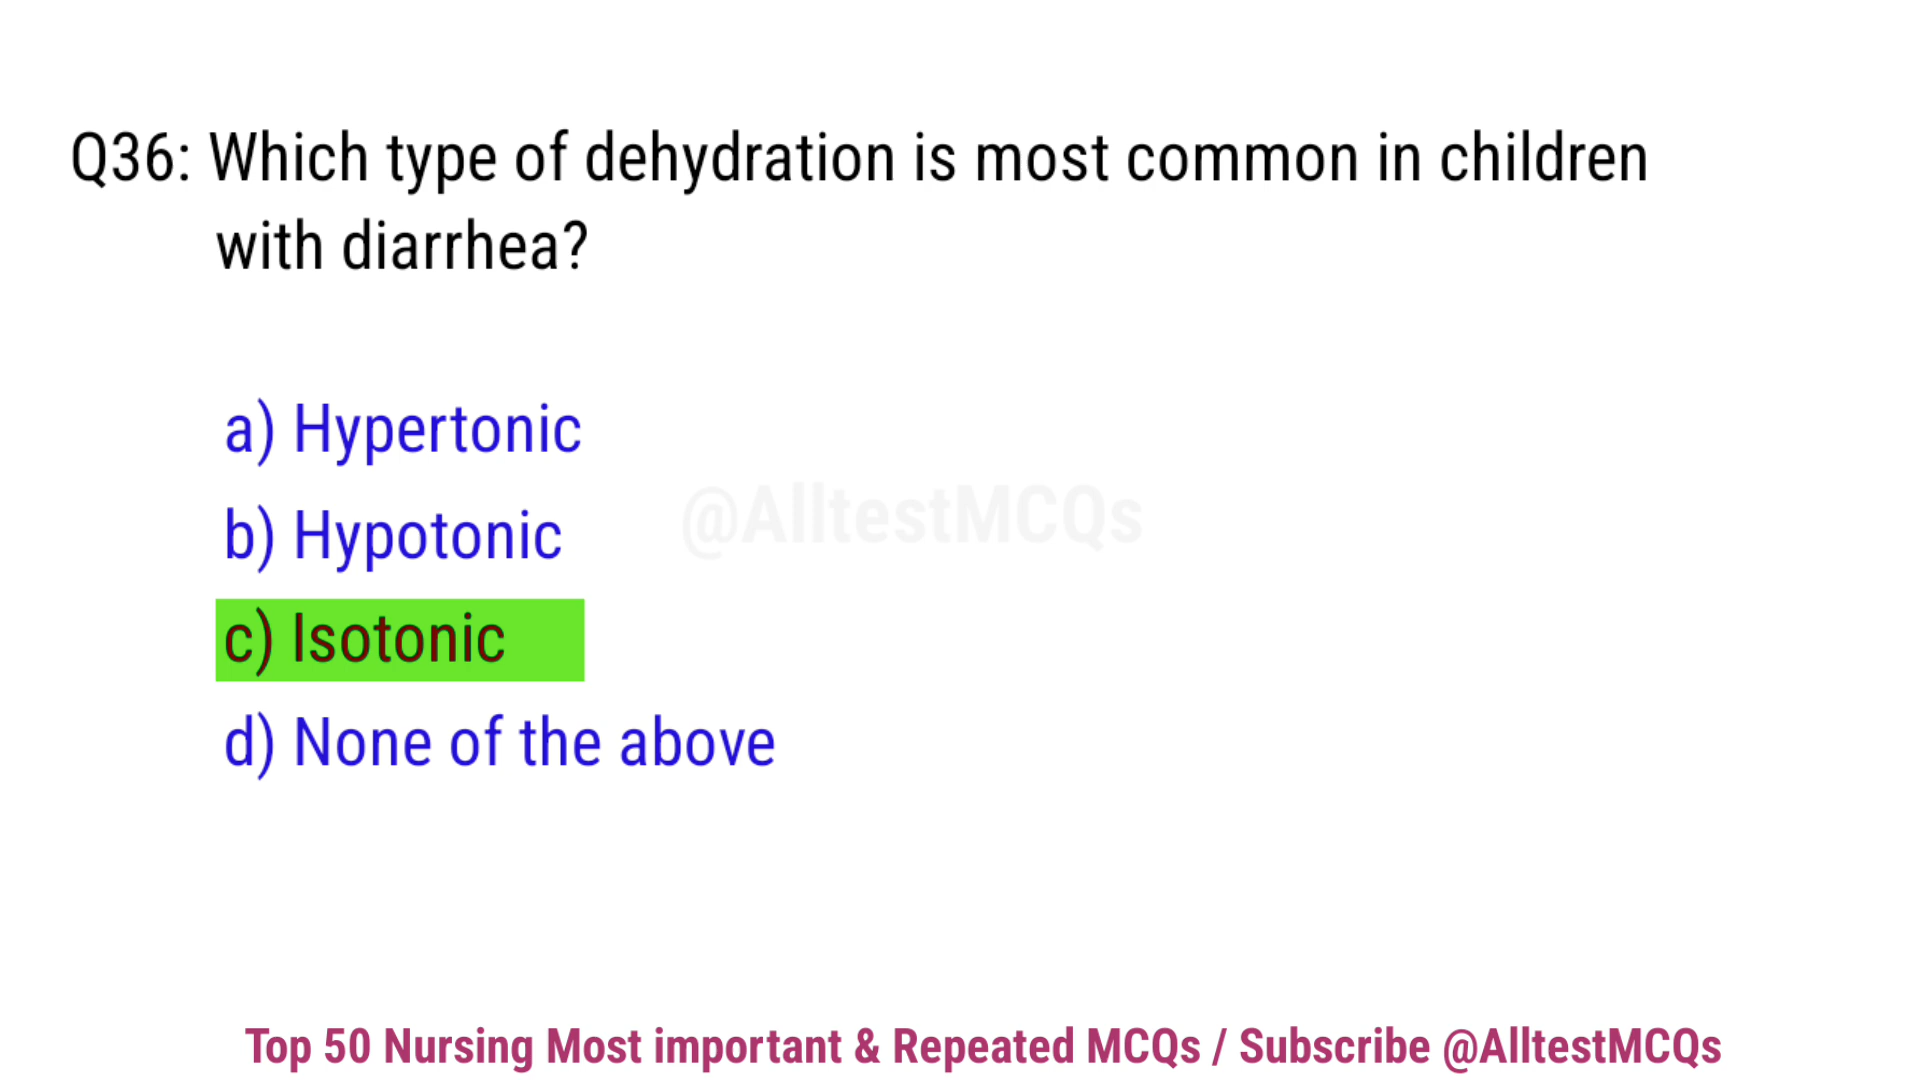 Q36: Which type of dehydration is most common in children
with diarrhea?
a) Hypertonic
@AlltestMCQs
b) Hypotonic
c) Isotonic
d) None of the above
Top 50 Nursing Most important & Repeated MCQs / Subscribe @AlltestMCQs